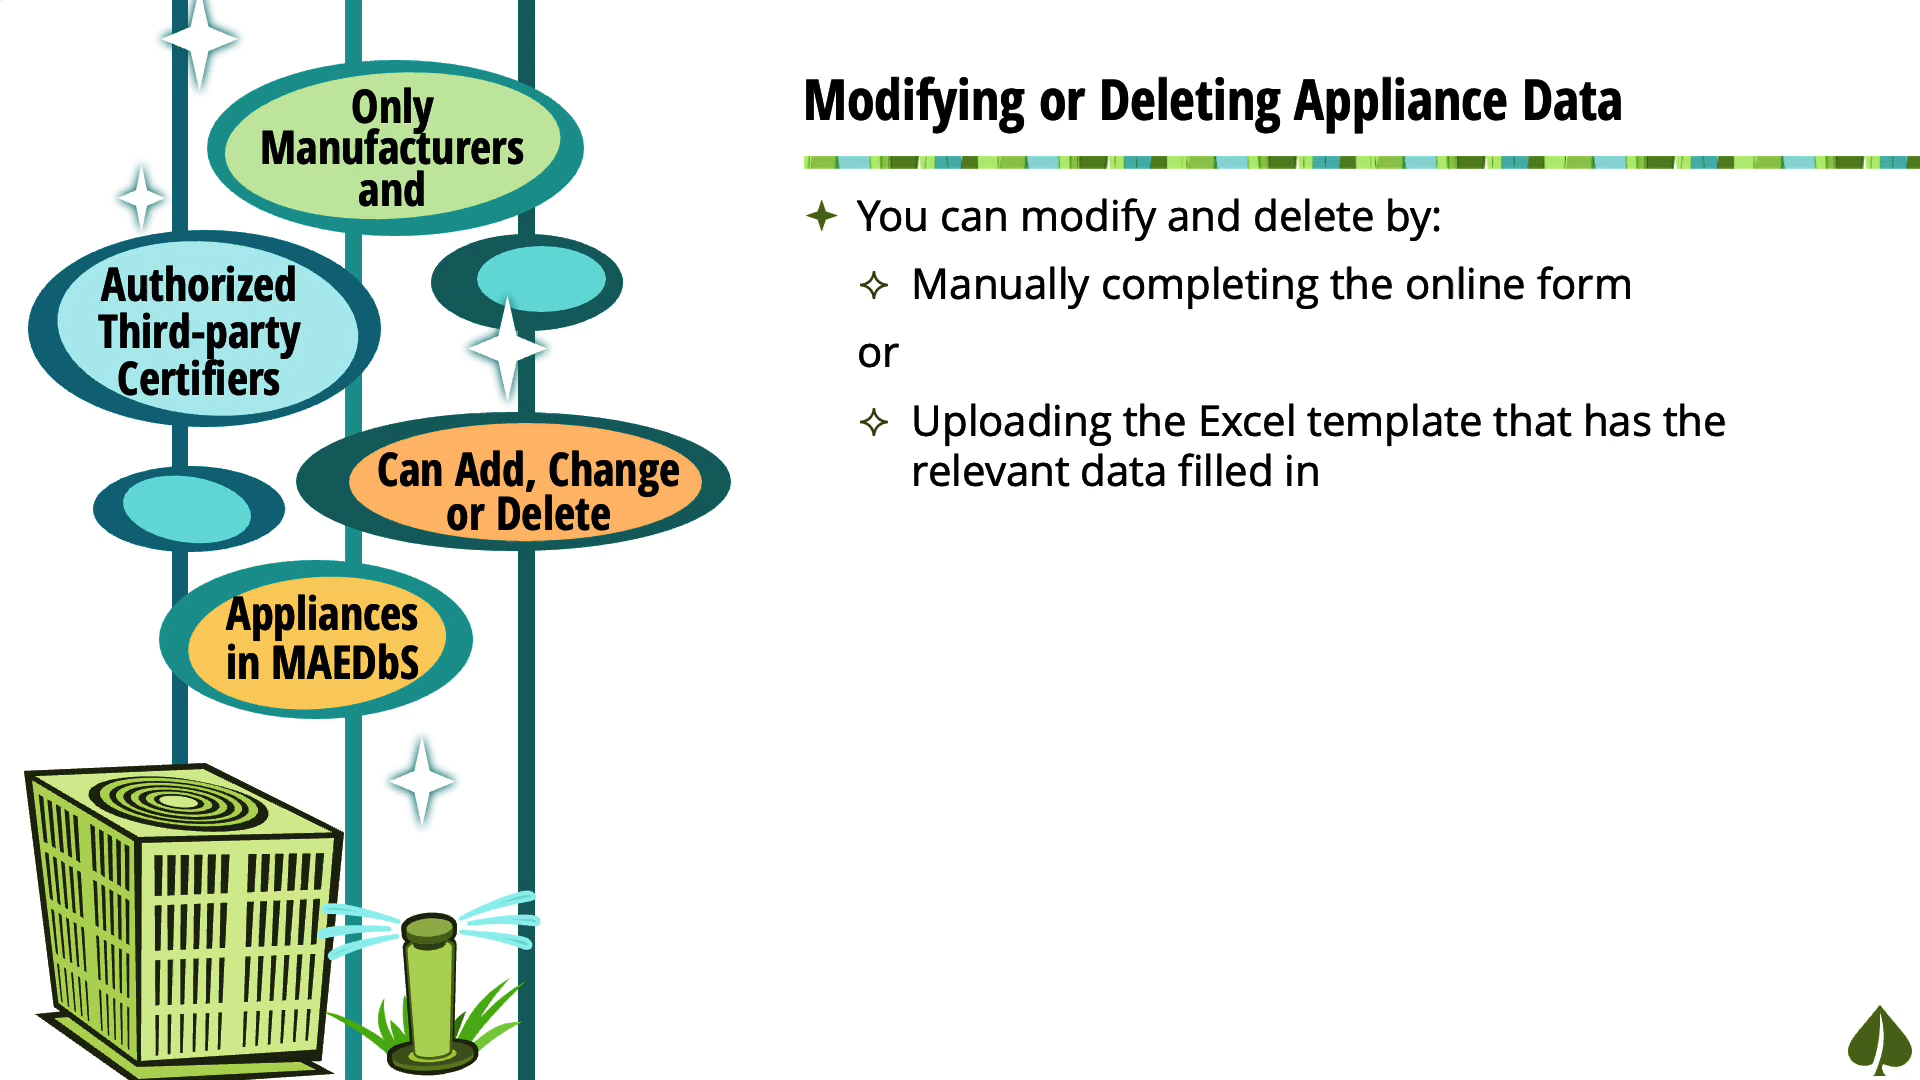 Only
Manufacturers
and
Authorized
Third-party
Certifiers
Can Add, Change
or Delete
Appliances
in MAEDbS
Modifying or Deleting Appliance Data
You can modify and delete by:
Manually completing the online form
or
Uploading the Excel template that has the
relevant data filled in